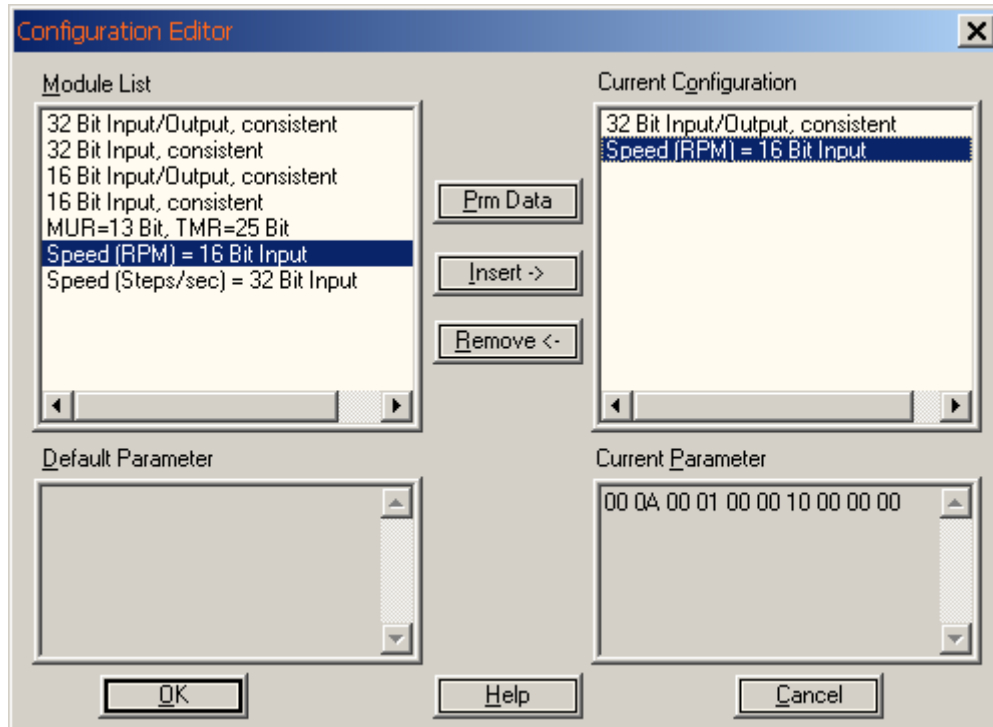 Configuration Editor
Module List
32 Bit Input/Output, consistent
32 Bit Input, consistent
16 Bit Input/Output, consistent
16 Bit Input, consistent
MUR=13 Bit, TMR=25 Bit
Speed (RPM) = 16 Bit Input
Speed (Steps/sec) = 32 Bit Input
Prm Data
Insert ->
Remove <-
Current Configuration
32 Bit Input/Output, consistent
Speed (RPM) = 16 Bit Input
Default Parameter
Current Parameter
00 0A 00 01 00 00 10 00 00 00
OK
Help
Cancel